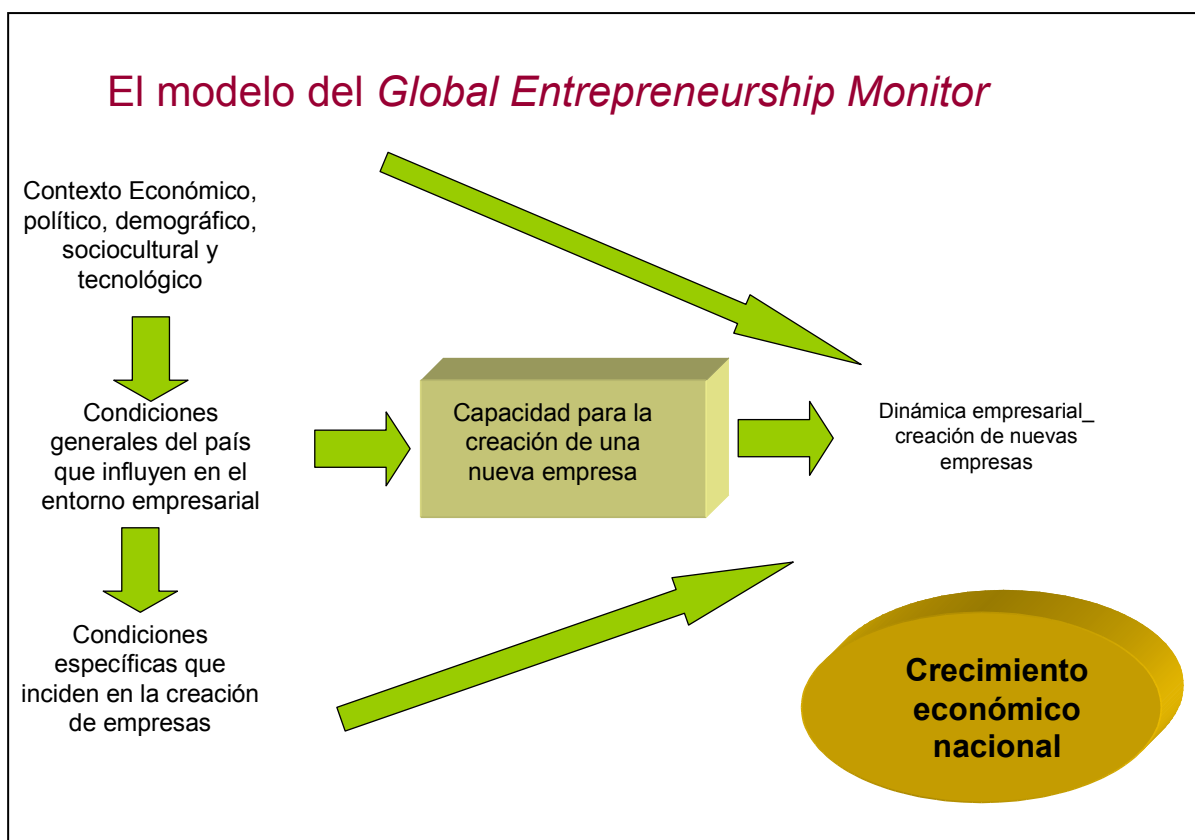 El modelo del Global Entrepreneurship Monitor
Contexto Económico,
político, demográfico,
sociocultural y
tecnológico
Condiciones
generales del país
que influyen en el
entorno empresarial
Condiciones
específicas que
inciden en la creación
de empresas
Capacidad para la
creación de una
nueva empresa
Dinámica empresarial_
creación de nuevas
empresas
Crecimiento
económico
nacional